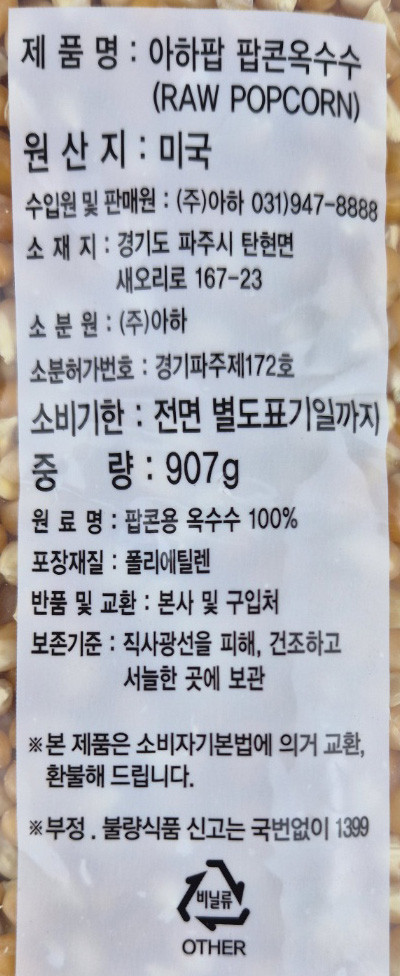 제 품 명 : 아하팝 팝콘옥수수
(RAW POPCORN)
원 산 지 : 미국
수입원 및 판매원 : (주)아하 031)947-8888
소 재 지 : 경기도 파주시 탄현면
새오리로 167-23
소 분 원 : (주)아하
소분허가번호 : 경기파주제172호
소비기한 : 전면 별도표기일까지
중 량 : 907g
원 료 명 : 팝콘용 옥수수 100%
포장재질 : 폴리에틸렌
반품 및 교환 : 본사 및 구입처
보존기준 : 직사광선을 피해, 건조하고
서늘한 곳에 보관
※본 제품은 소비자기본법에 의거 교환,
환불해 드립니다.
※부정 . 불량식품 신고는 국번없이 1399
비닐류
OTHER